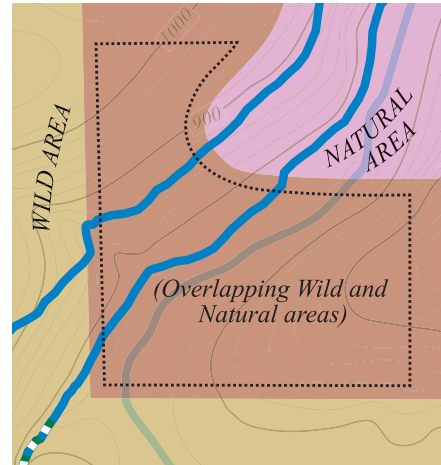 1000
900
WILD AREA
NATURAL
AREA
(Overlapping Wild and
Natural areas)